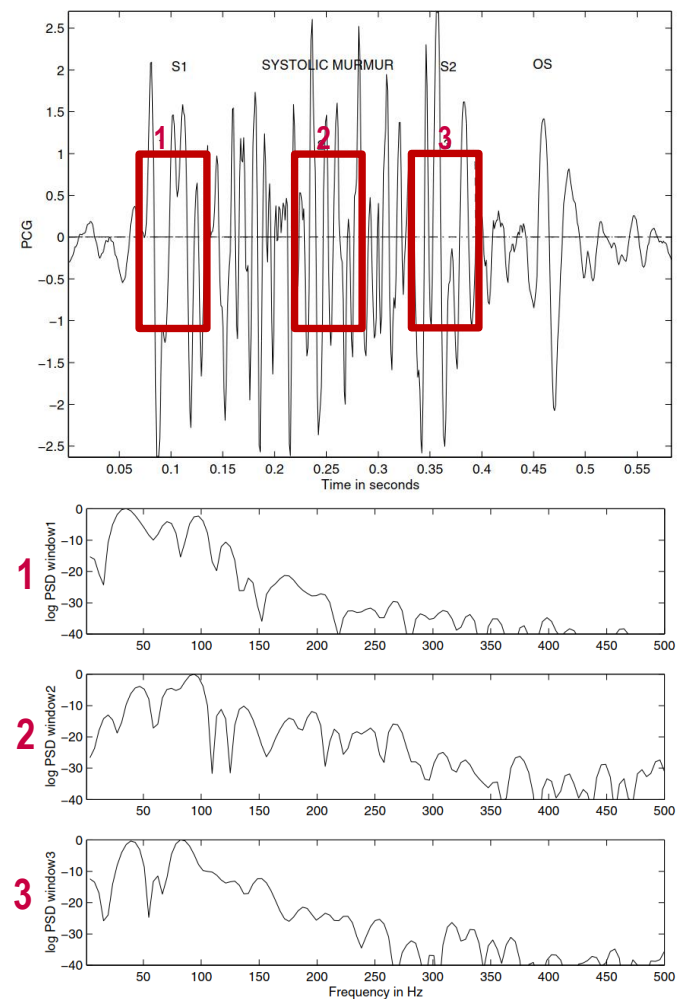 2.5
2
1.5
1
0.5
0
−0.5
−1
−1.5
−2
−2.5
PCG
S1
SYSTOLIC MURMUR
S2
OS
1
2
3
0.05 0.1 0.15 0.2 0.25 0.3 0.35 0.4 0.45 0.5 0.55
Time in seconds
1
log PSD window1
0
−10
−20
−30
−40
50 100 150 200 250 300 350 400 450 500
2
log PSD window2
0
−10
−20
−30
−40
50 100 150 200 250 300 350 400 450 500
3
log PSD window3
0
−10
−20
−30
−40
50 100 150 200 250 300 350 400 450 500
Frequency in Hz